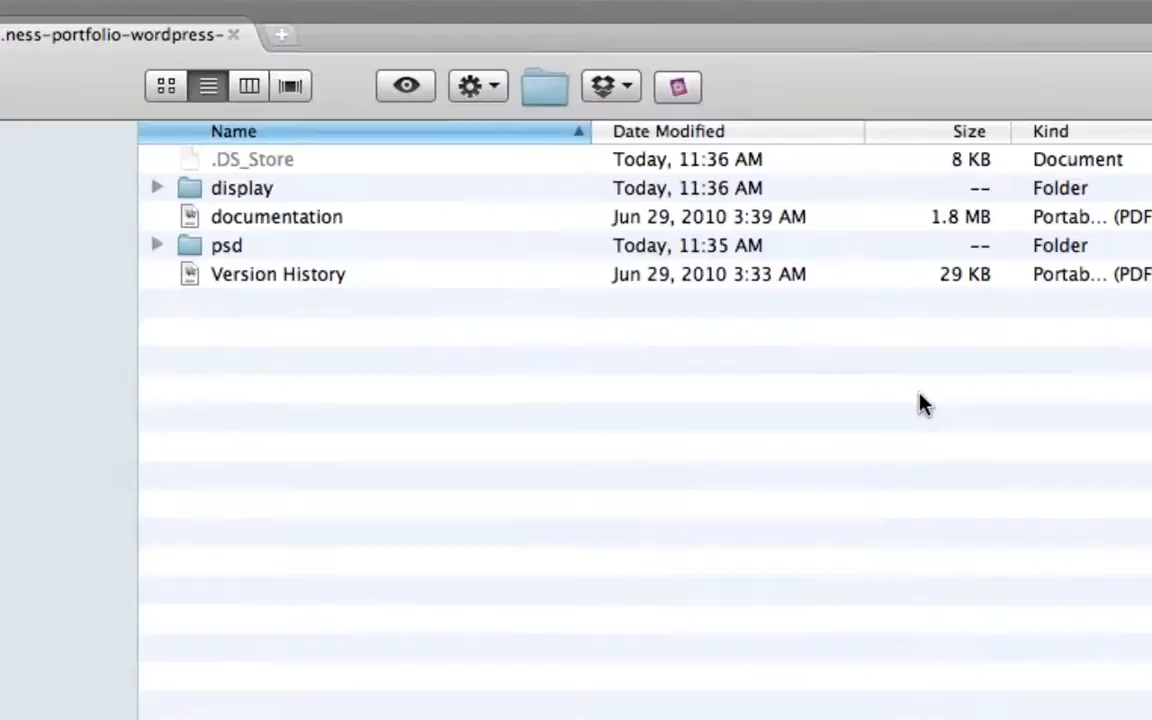 .ness-portfolio-wordpress-
Name Date Modified Size Kind
.DS_Store Today, 11:36 AM 8 KB Document
display Today, 11:36 AM -- Folder
documentation Jun 29, 2010 3:39 AM 1.8 MB Portab... (PDF
psd Today, 11:35 AM -- Folder
Version History Jun 29, 2010 3:33 AM 29 KB Portab... (PDF